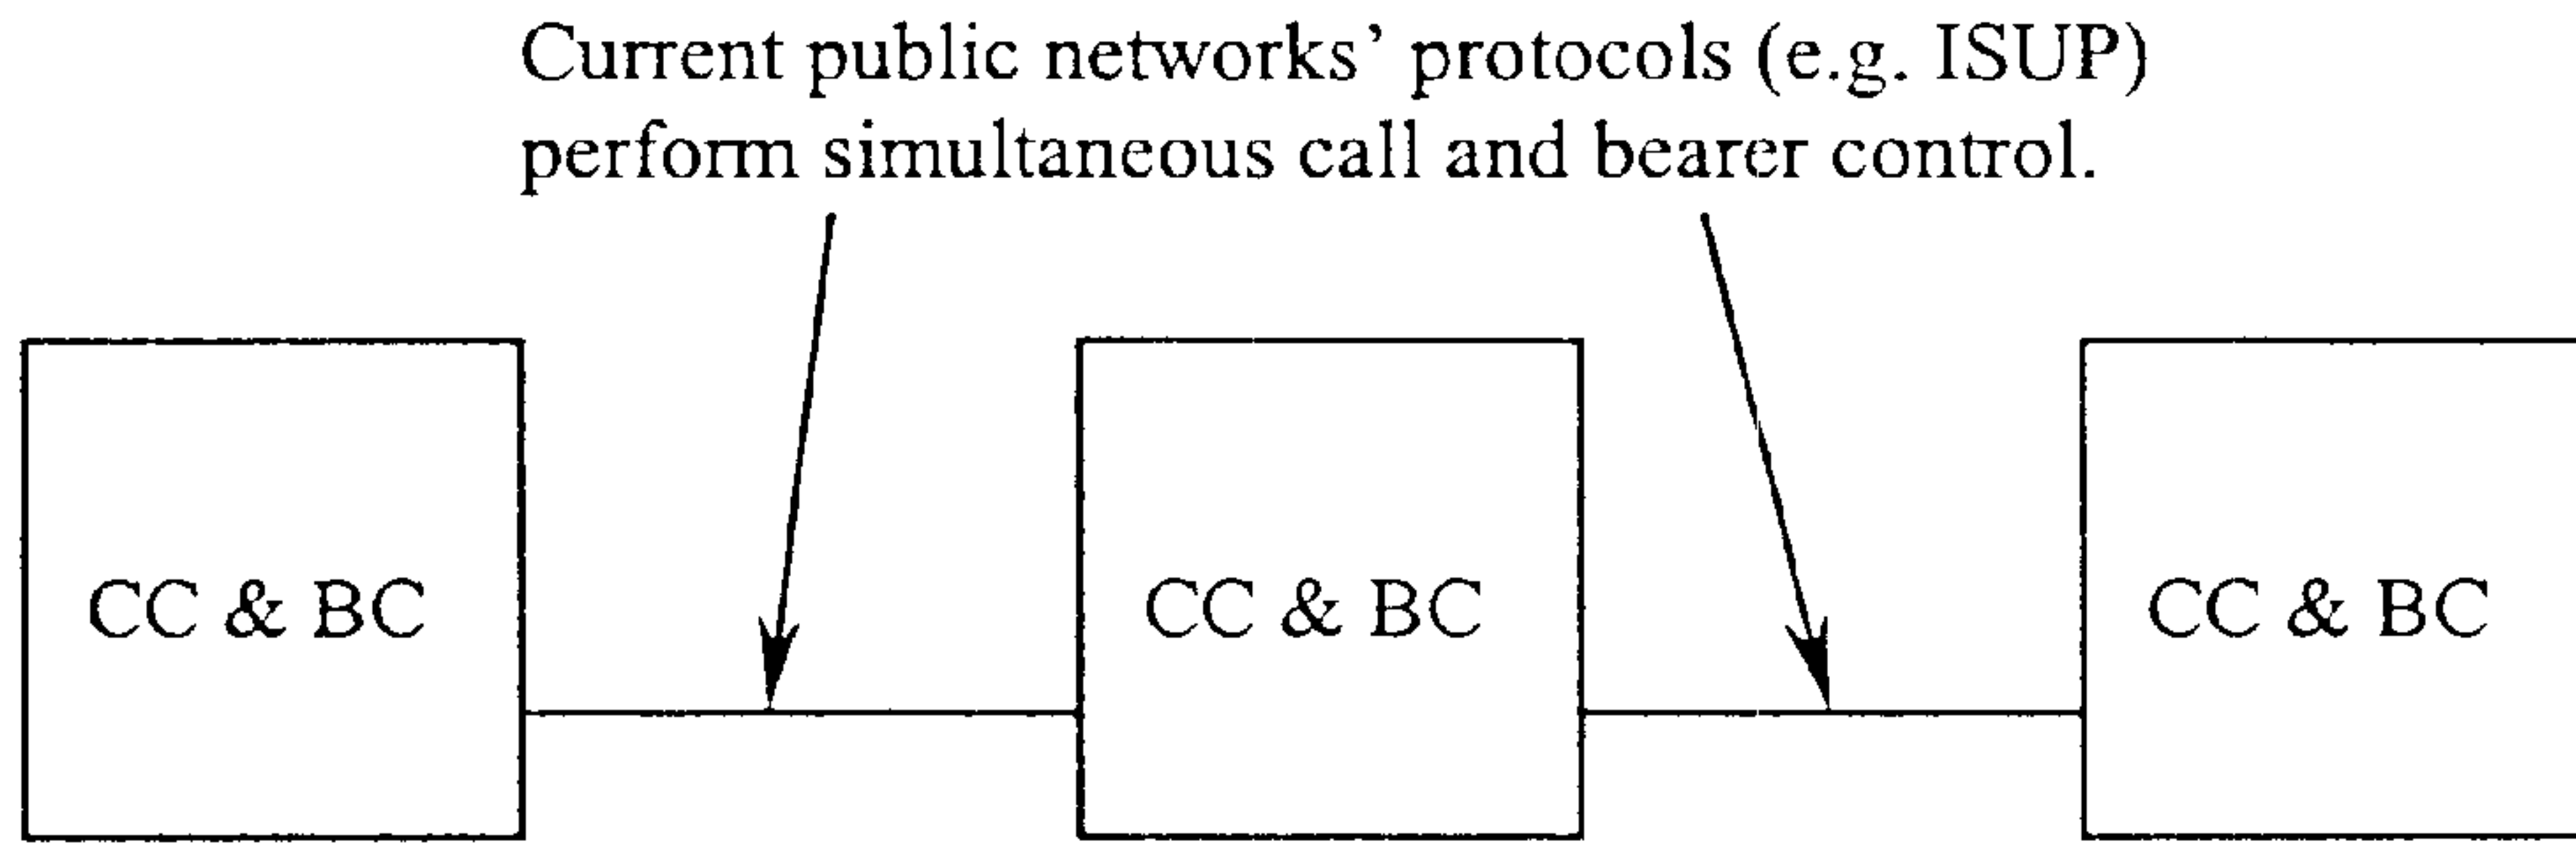 Current public networks' protocols (e.g. ISUP)
perform simultaneous call and bearer control.
CC & BC
CC & BC
CC & BC